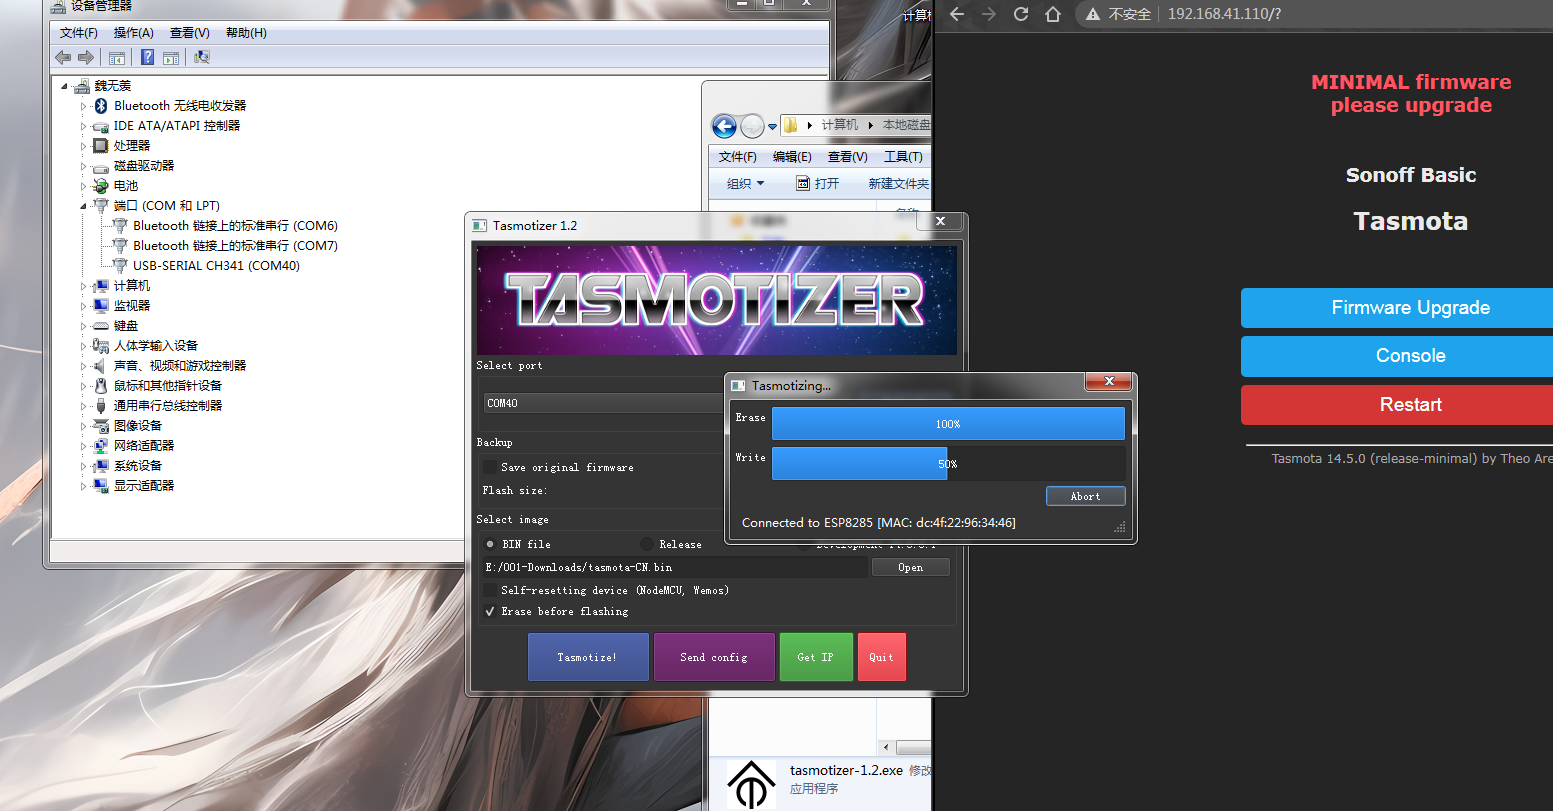 设备管理器
文件(F) 操作(A) 查看(V) 帮助(H)
魏无羡
Bluetooth 无线电收发器
IDE ATA/ATAPI 控制器
处理器
磁盘驱动器
电池
端口 (COM 和 LPT)
Bluetooth 链接上的标准串行 (COM6)
Bluetooth 链接上的标准串行 (COM7)
USB-SERIAL CH341 (COM40)
计算机
监视器
键盘
人体学输入设备
声音、视频和游戏控制器
鼠标和其他指针设备
通用串行总线控制器
图像设备
网络适配器
系统设备
显示适配器
计算机
计算机 本地磁盘
文件(F) 编辑(E) 查看(V) 工具(T)
组织 打开 新建文件夹
名称
Tasmotizer 1.2
TASMOTIZER
Select port
COM40
Backup
Save original firmware
Flash size:
Select image
BIN file Release Development
E:/001-Downloads/tasmota-CN.bin Open
Self-resetting device (NodeMCU, Wemos)
Erase before flashing
Tasmotize! Send config Get IP Quit
Tasmotizing...
Erase 100%
Write 50%
Abort
Connected to ESP8285 [MAC: dc:4f:22:96:34:46]
tasmotizer-1.2.exe 修改
应用程序
不安全 192.168.41.110/?
MINIMAL firmware
please upgrade
Sonoff Basic
Tasmota
Firmware Upgrade
Console
Restart
Tasmota 14.5.0 (release-minimal) by Theo Are